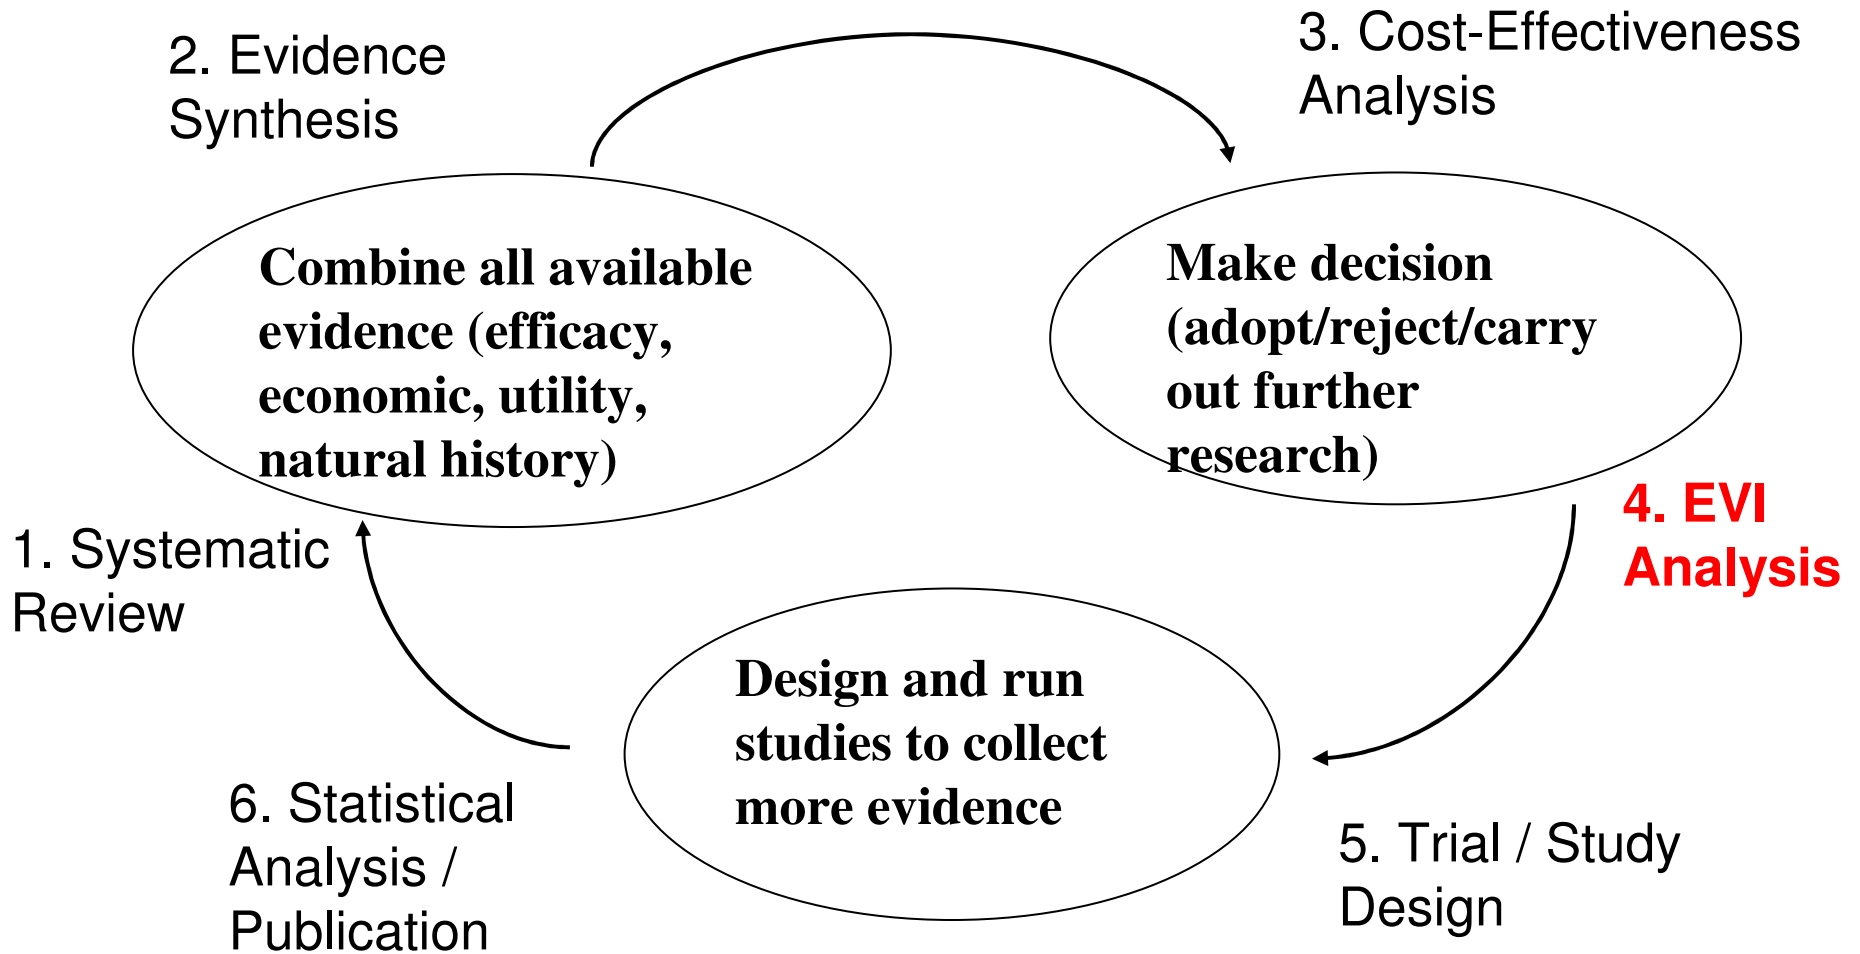 2. Evidence
Synthesis
3. Cost-Effectiveness
Analysis
Combine all available
evidence (efficacy,
economic, utility,
natural history)
Make decision
(adopt/reject/carry
out further
research)
4. EVI
Analysis
1. Systematic
Review
Design and run
studies to collect
more evidence
6. Statistical
Analysis /
Publication
5. Trial / Study
Design